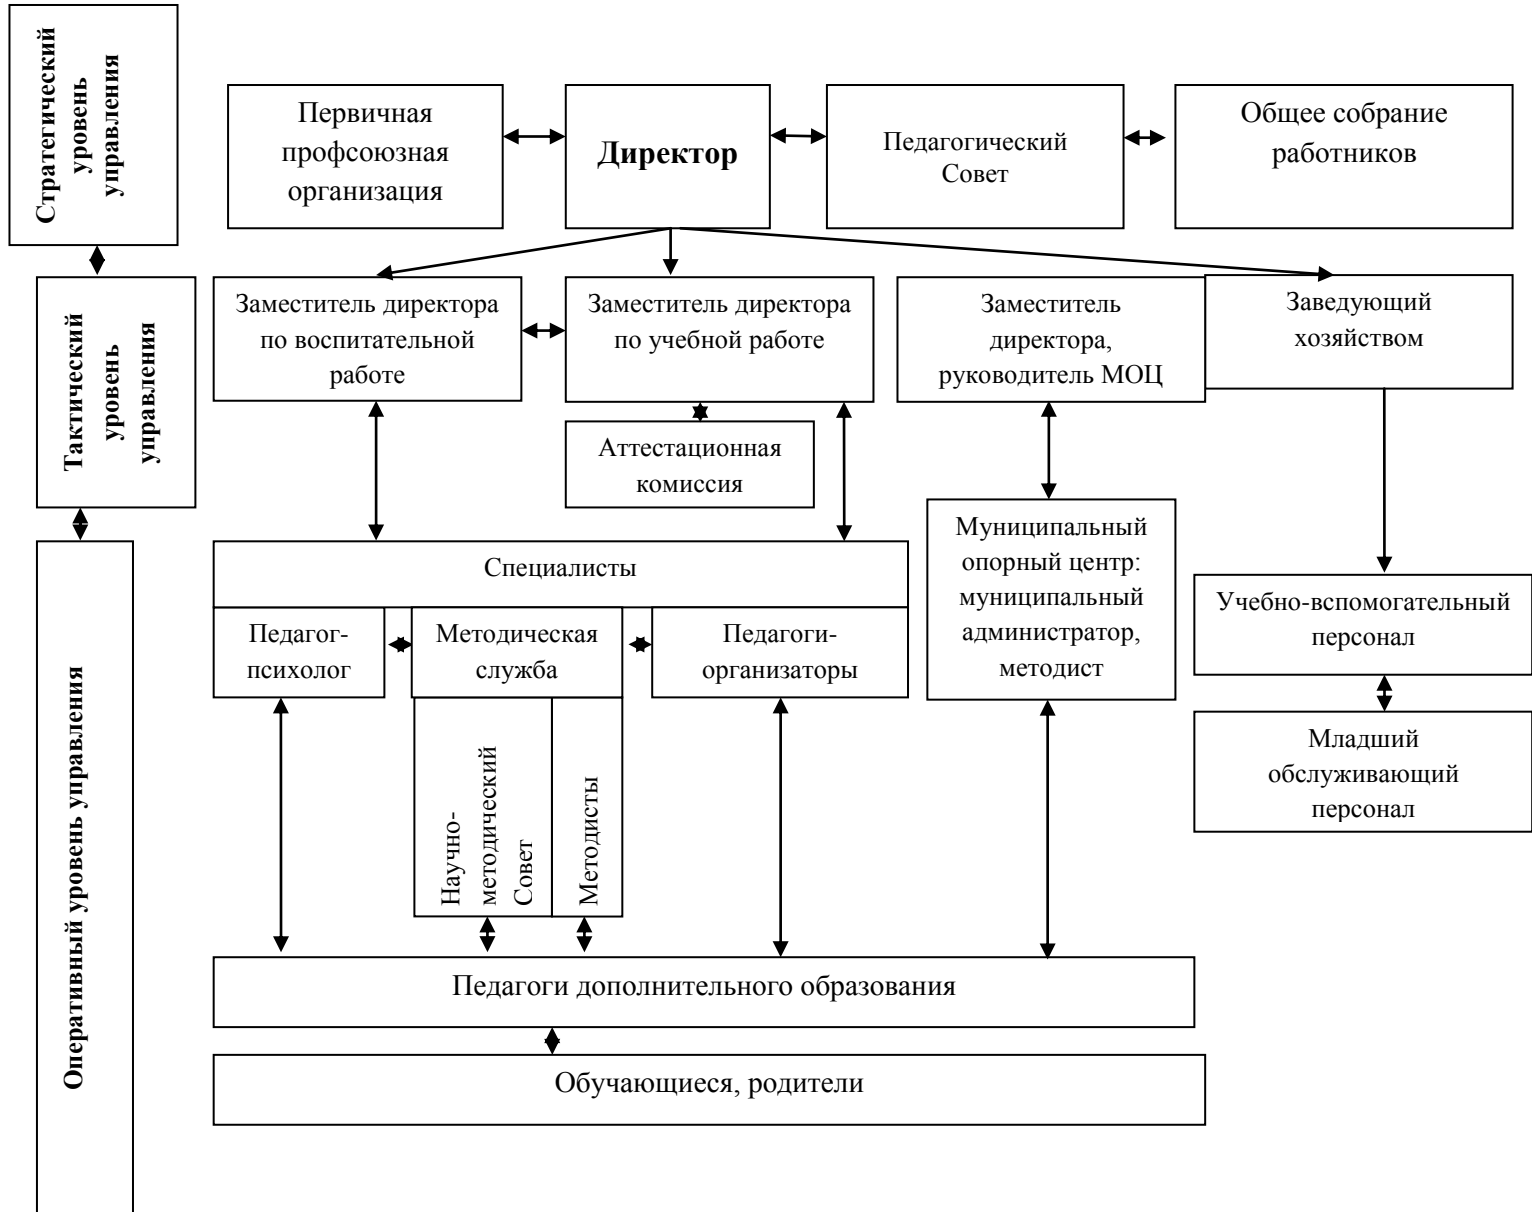 Стратегический
уровень
управления
Первичная
профсоюзная
организация
Директор
Педагогический
Совет
Общее собрание
работников
Тактический
уровень
управления
Заместитель директора
по воспитательной
работе
Заместитель директора
по учебной работе
Заместитель
директора,
руководитель МОЦ
Заведующий
хозяйством
Аттестационная
комиссия
Оперативный уровень управления
Специалисты
Муниципальный
опорный центр:
муниципальный
администратор,
методист
Учебно-вспомогательный
персонал
Педагог-
психолог
Методическая
служба
Педагоги-
организаторы
Научно-
методический
Совет
Методисты
Младший
обслуживающий
персонал
Педагоги дополнительного образования
Обучающиеся, родители